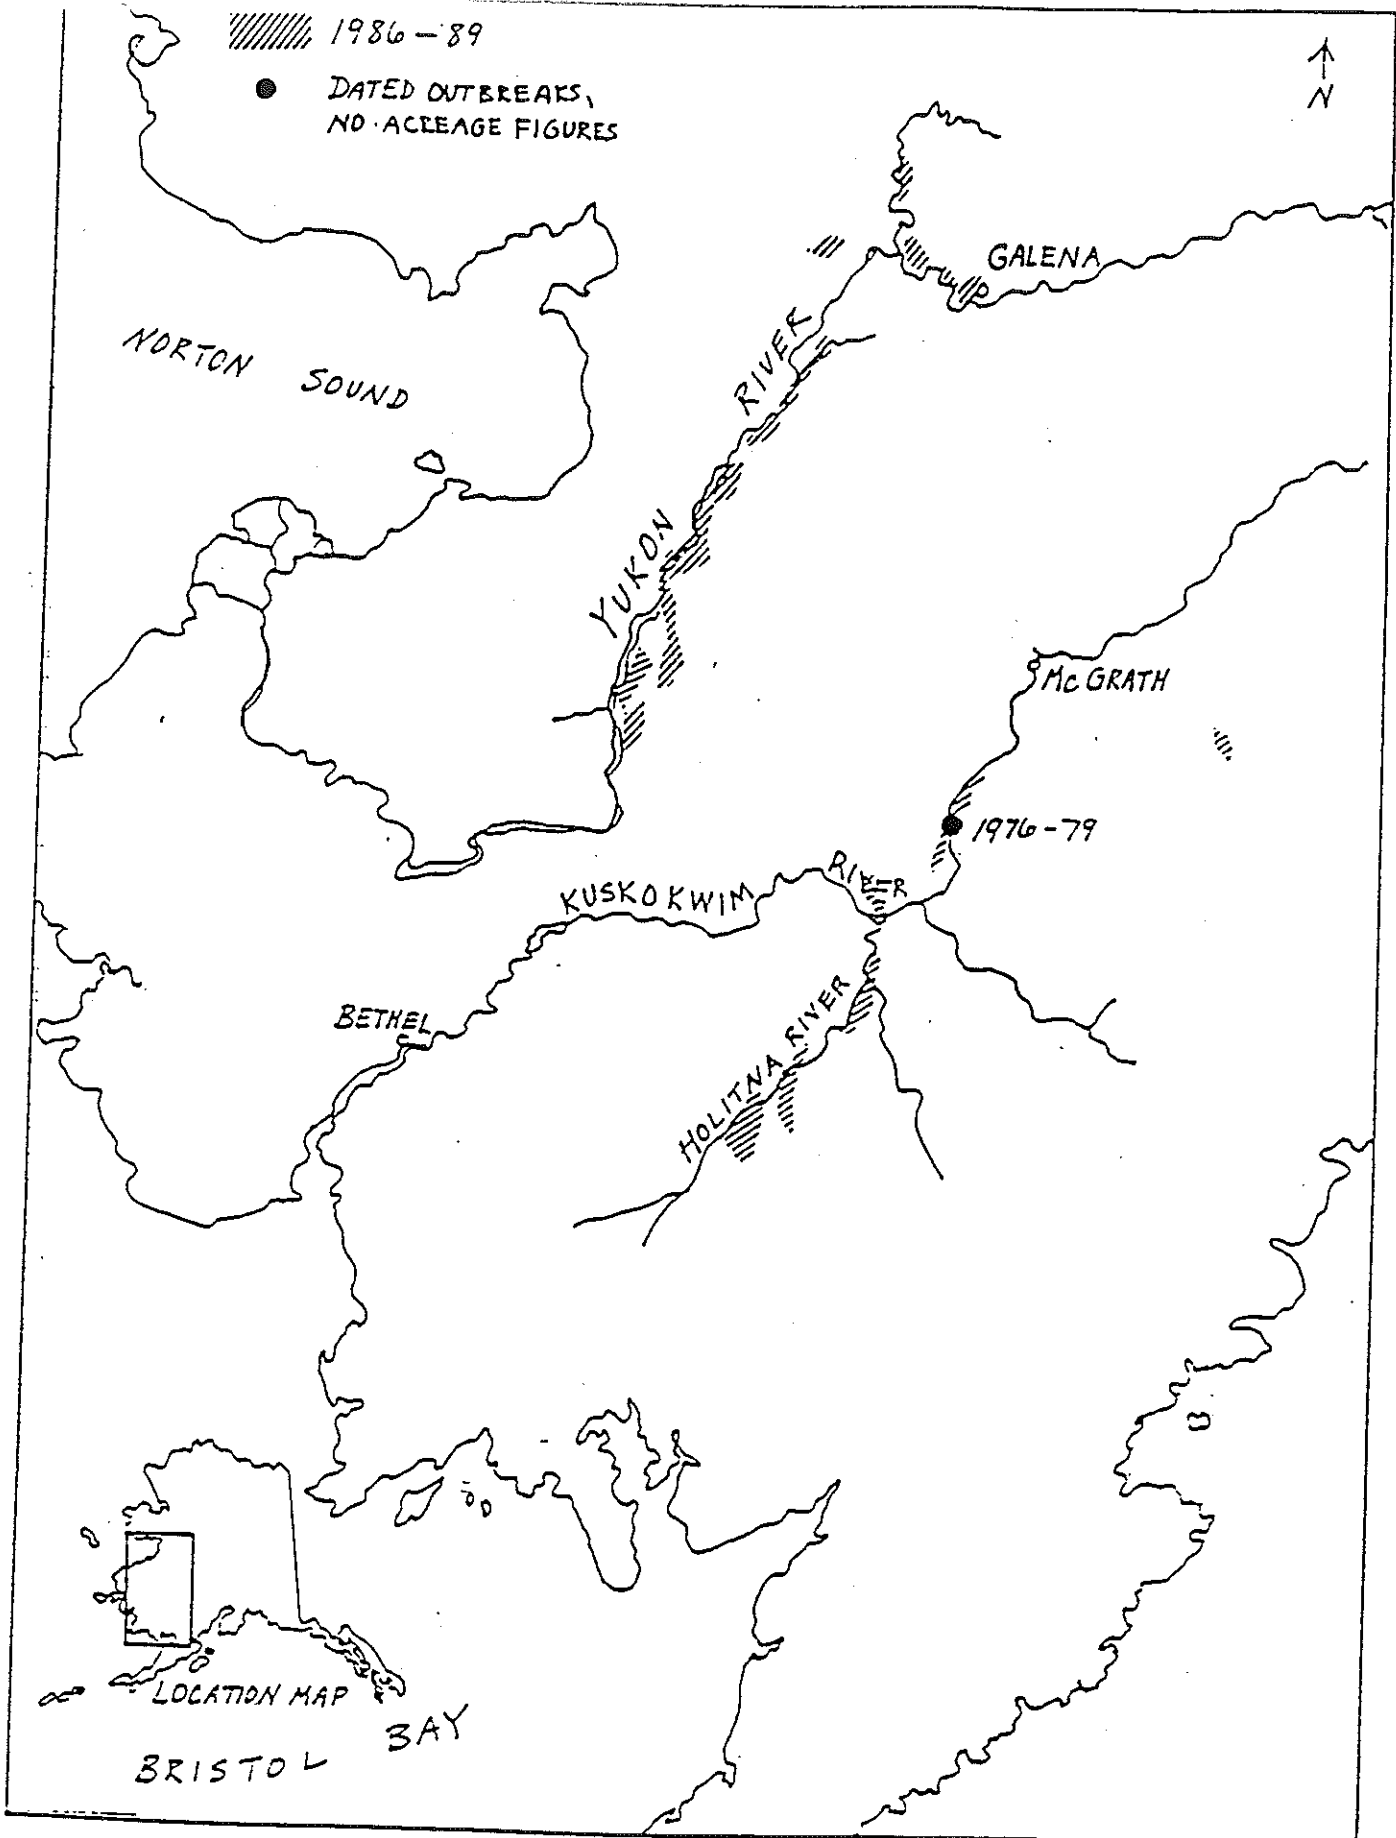 1986-'89
DATED OUTBREAKS,
NO ACREAGE FIGURES
N
GALENA
NORTON SOUND
YUKON RIVER
McGRATH
1976-79
KUSKOKWIM RIVER
BETHEL
HOLITNA RIVER
LOCATION MAP
BRISTOL BAY